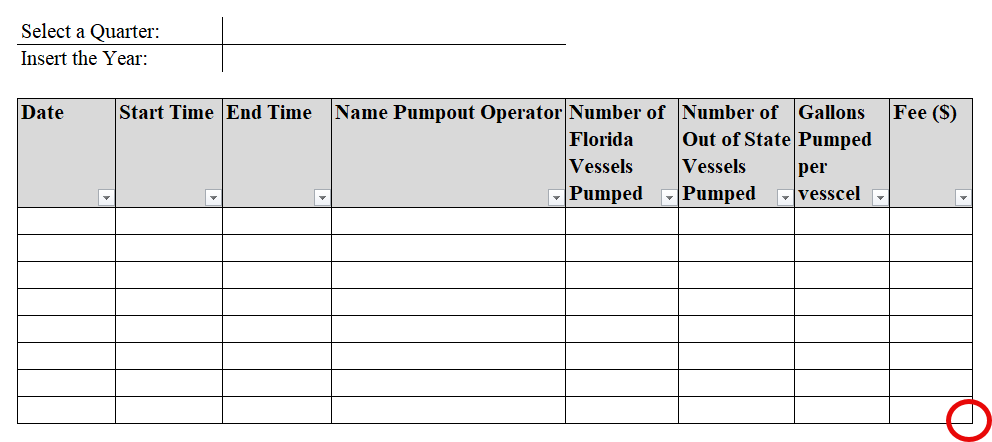 Select a Quarter:
Insert the Year:
Date
Start Time
End Time
Name Pumpout Operator
Number of
Florida
Vessels
Pumped
Number of
Out of State
Vessels
Pumped
Gallons
Pumped
per
vesscel
Fee ($)